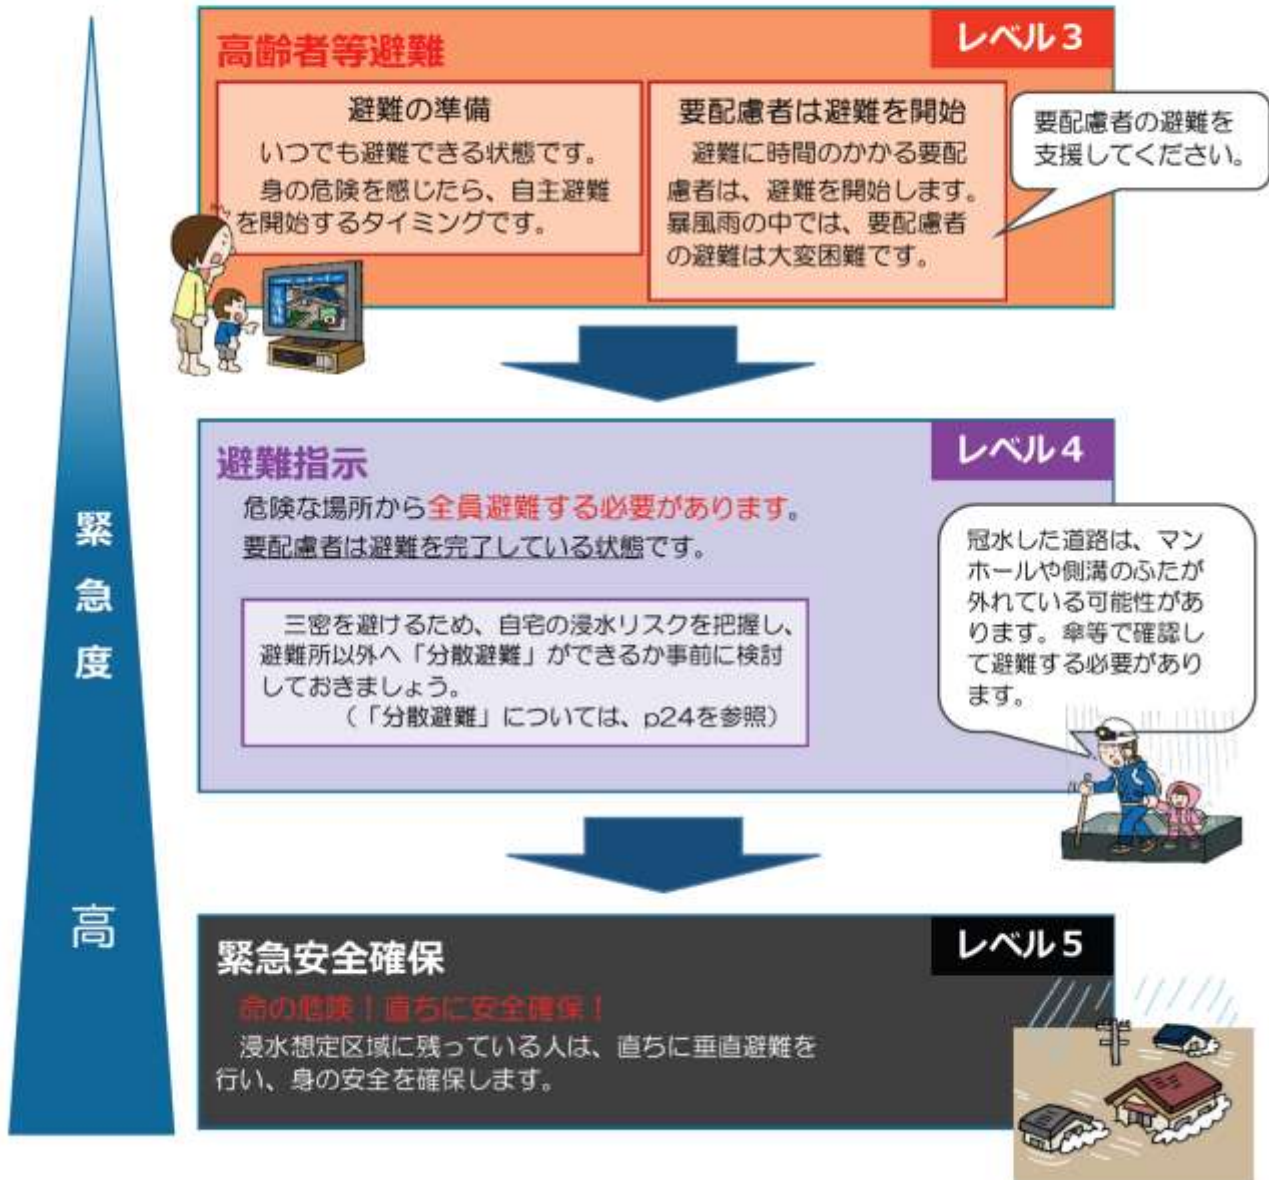 高齢者等避難
レベル3
避難の準備
いつでも避難できる状態です。
身の危険を感じたら、自主避難
を開始するタイミングです。
要配慮者は避難を開始
避難に時間のかかる要配
慮者は、避難を開始します。
暴風雨の中では、要配慮者
の避難は大変困難です。
要配慮者の避難を
支援してください。
避難指示
レベル4
危険な場所から全員避難する必要があります。
要配慮者は避難を完了している状態です。
三密を避けるため、自宅の浸水リスクを把握し、
避難所以外へ「分散避難」ができるか事前に検討
しておきましょう。
(「分散避難」については、p24を参照)
冠水した道路は、マン
ホールや側溝のふたが
外れている可能性があ
ります。傘等で確認し
て避難する必要があり
ます。
緊急度
高
緊急安全確保
レベル5
命の危険!直ちに安全確保!
浸水想定区域に残っている人は、直ちに垂直避難を
行い、身の安全を確保します。